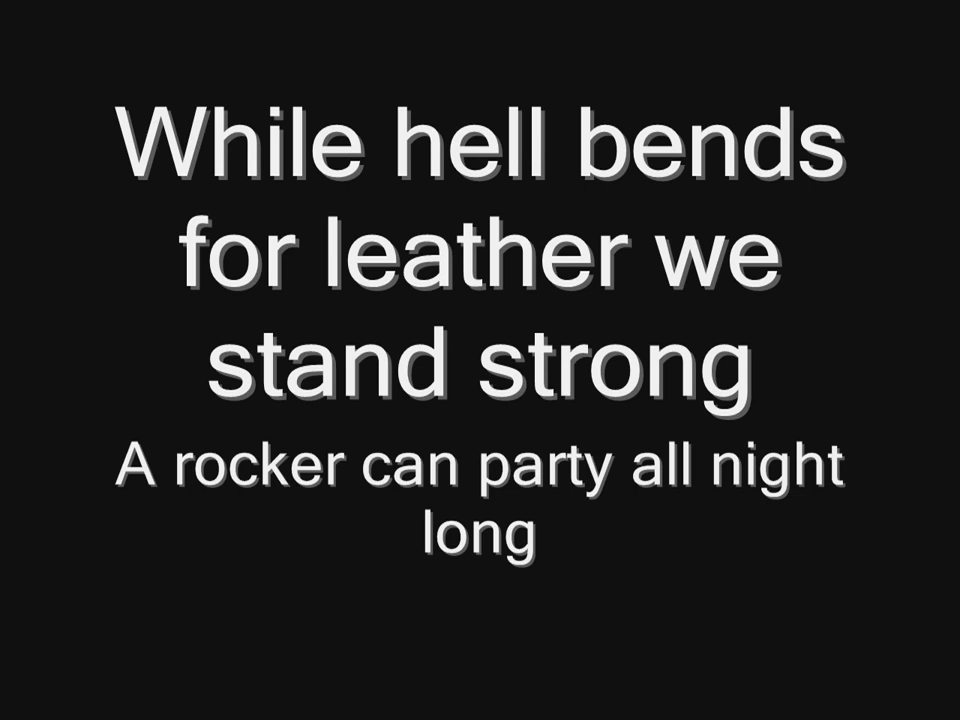 While hell bends
for leather we
stand strong
A rocker can party all night
long